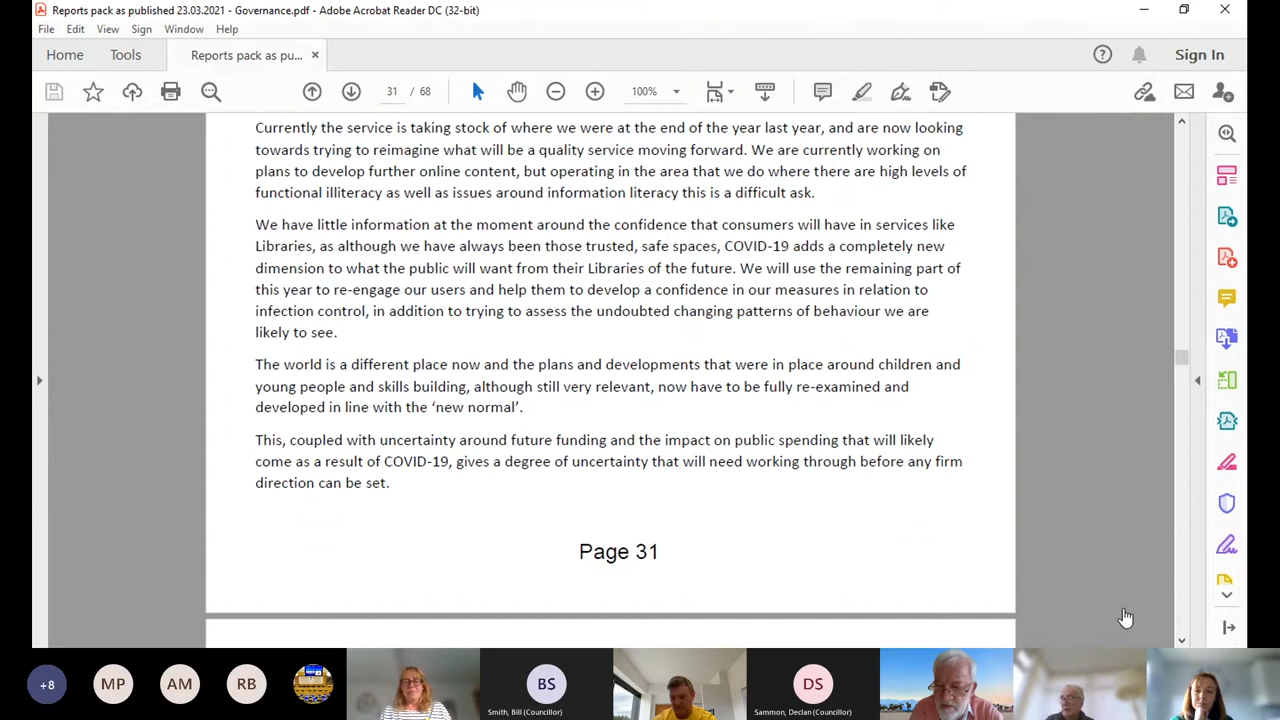 Reports pack as published 23.03.2021 - Governance.pdf - Adobe Acrobat Reader DC (32-bit)
File Edit View Sign Window Help
Home Tools Reports pack as pu... × Sign In
31 / 68 100%
Currently the service is taking stock of where we were at the end of the year last year, and are now looking
towards trying to reimagine what will be a quality service moving forward. We are currently working on
plans to develop further online content, but operating in the area that we do where there are high levels of
functional illiteracy as well as issues around information literacy this is a difficult ask.
We have little information at the moment around the confidence that consumers will have in services like
Libraries, as although we have always been those trusted, safe spaces, COVID-19 adds a completely new
dimension to what the public will want from their Libraries of the future. We will use the remaining part of
this year to re-engage our users and help them to develop a confidence in our measures in relation to
infection control, in addition to trying to assess the undoubted changing patterns of behaviour we are
likely to see.
The world is a different place now and the plans and developments that were in place around children and
young people and skills building, although still very relevant, now have to be fully re-examined and
developed in line with the ‘new normal’.
This, coupled with uncertainty around future funding and the impact on public spending that will likely
come as a result of COVID-19, gives a degree of uncertainty that will need working through before any firm
direction can be set.
Page 31
+8 MP AM RB BS DS
Smith, Bill (Councillor) Sammon, Declan (Councillor)